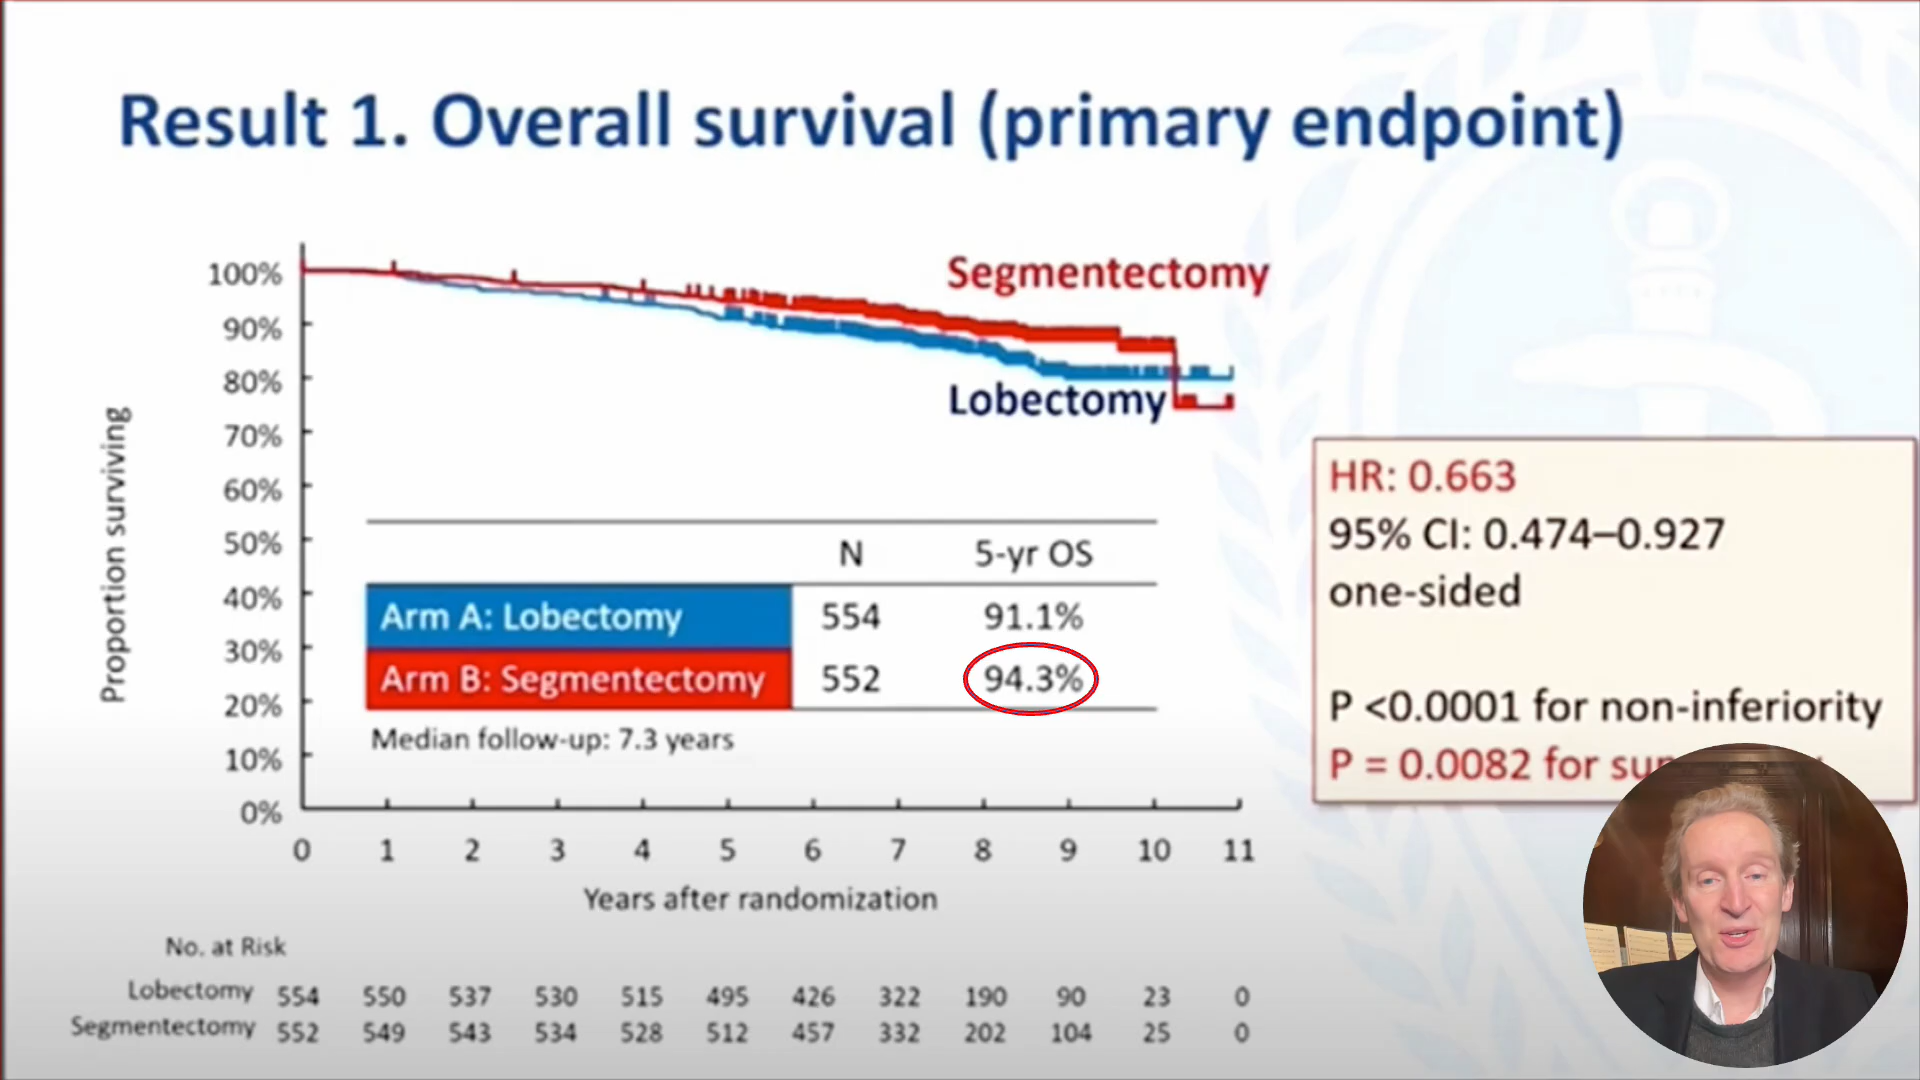 Result 1. Overall survival (primary endpoint)
Segmentectomy
Lobectomy
Proportion surviving
100%
90%
80%
70%
60%
50%
40%
30%
20%
10%
0%
0 1 2 3 4 5 6 7 8 9 10 11
Years after randomization
N 5-yr OS
Arm A: Lobectomy 554 91.1%
Arm B: Segmentectomy 552 94.3%
Median follow-up: 7.3 years
HR: 0.663
95% CI: 0.474–0.927
one-sided
P <0.0001 for non-inferiority
P = 0.0082 for
No. at Risk
Lobectomy 554 550 537 530 515 495 426 322 190 90 23 0
Segmentectomy 552 549 543 534 528 512 457 332 202 104 25 0